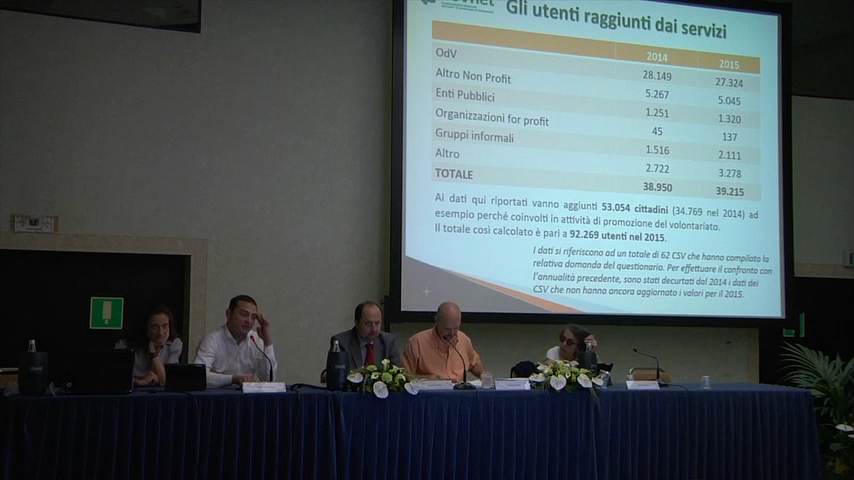 Gli utenti raggiunti dai servizi
2014 2015
OdV 28.149 27.324
Altro Non Profit 5.267 5.045
Enti Pubblici 1.251 1.320
Organizzazioni for profit 45 137
Gruppi informali 1.516 2.111
Altro 2.722 3.278
TOTALE 38.950 39.215
Ai dati qui riportati vanno aggiunti 53.054 cittadini (34.769 nel 2014) ad
esempio perché coinvolti in attività di promozione del volontariato.
Il totale così calcolato è pari a 92.269 utenti nel 2015.
I dati si riferiscono ad un totale di 62 CSV che hanno compilato la
relativa domanda del questionario. Per effettuare il confronto con
l'annualità precedente, sono stati decurtati dal 2014 i dati dei
CSV che non hanno ancora aggiornato i valori per il 2015.